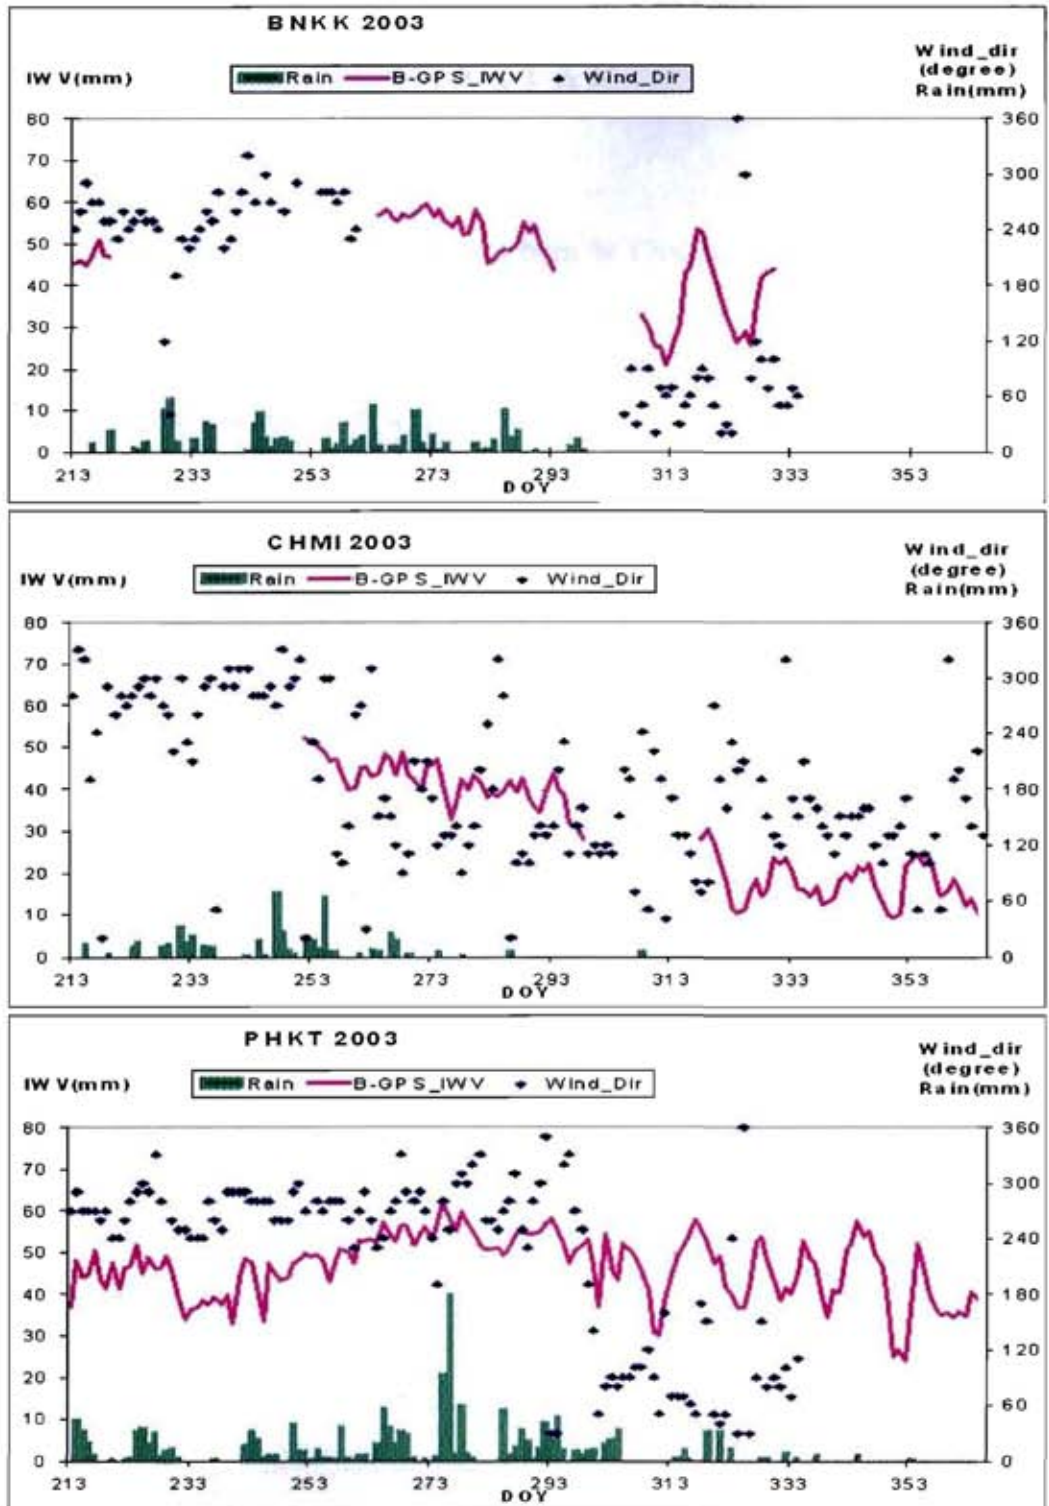 BNKK 2003
IWV(mm)
Rain B-GPS_IWV Wind_Dir
Wind_dir
(degree)
Rain(mm)
80 360
70 300
60
50 240
40 180
30 120
20
10 60
0 0
213 233 253 273 293 313 333 353
DOY
CHMI 2003
IWV(mm)
Rain B-GPS_IWV Wind_Dir
Wind_dir
(degree)
Rain(mm)
80 360
70 300
60
50 240
40 180
30 120
20
10 60
0 0
213 233 253 273 293 313 333 353
DOY
PHKT 2003
IWV(mm)
Rain B-GPS_IWV Wind_Dir
Wind_dir
(degree)
Rain(mm)
80 360
70 300
60
50 240
40 180
30 120
20
10 60
0 0
213 233 253 273 293 313 333 353
DOY